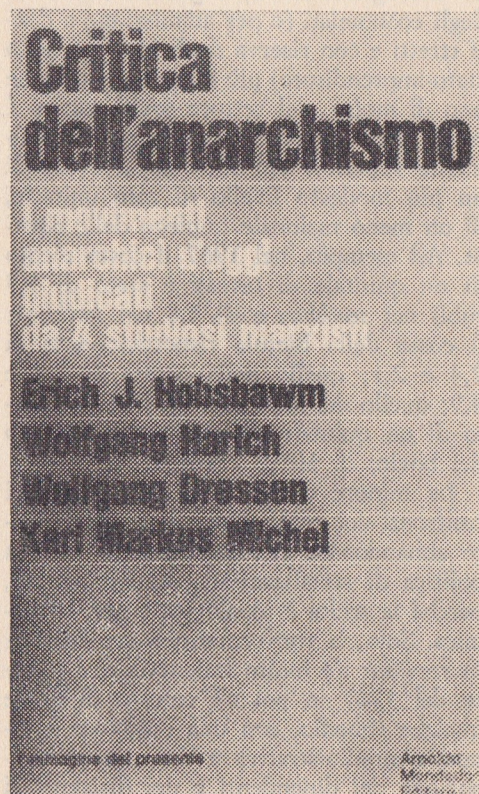 Critica
dell'anarchismo
I movimenti
anarchici d'oggi
giudicati
da 4 studiosi marxisti
Erich J. Hobsbawm
Wolfgang Harich
Wolfgang Dressen
Karl Markus Michel
l'immagine del presente
Arnoldo
Mondadori
Editore